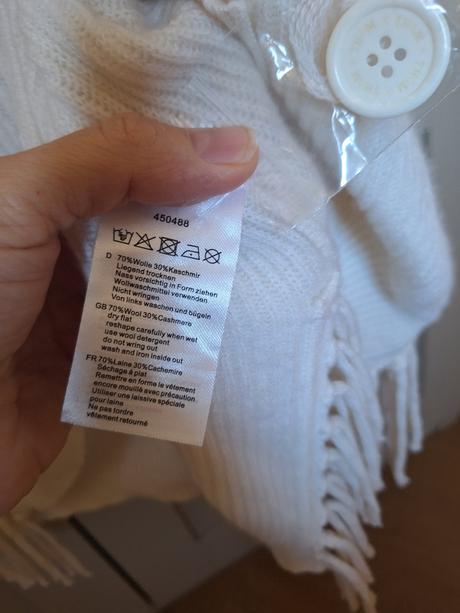 450488
D 70%Wolle 30%Kaschmir
Liegend trocknen
Nass vorsichtig in Form ziehen
Wollwaschmittel verwenden
Nicht wringen
Von links waschen und bügeln
GB 70%Wool 30%Cashmere
dry flat
reshape carefully when wet
use wool detergent
do not wring out
wash and iron inside out
FR 70%Laine 30%Cachemire
Séchage à plat
Remettre en forme le vêtement
encore mouillé avec précaution
Utiliser une laissive spéciale
pour laine
Ne pas tordre
vêtement retourné